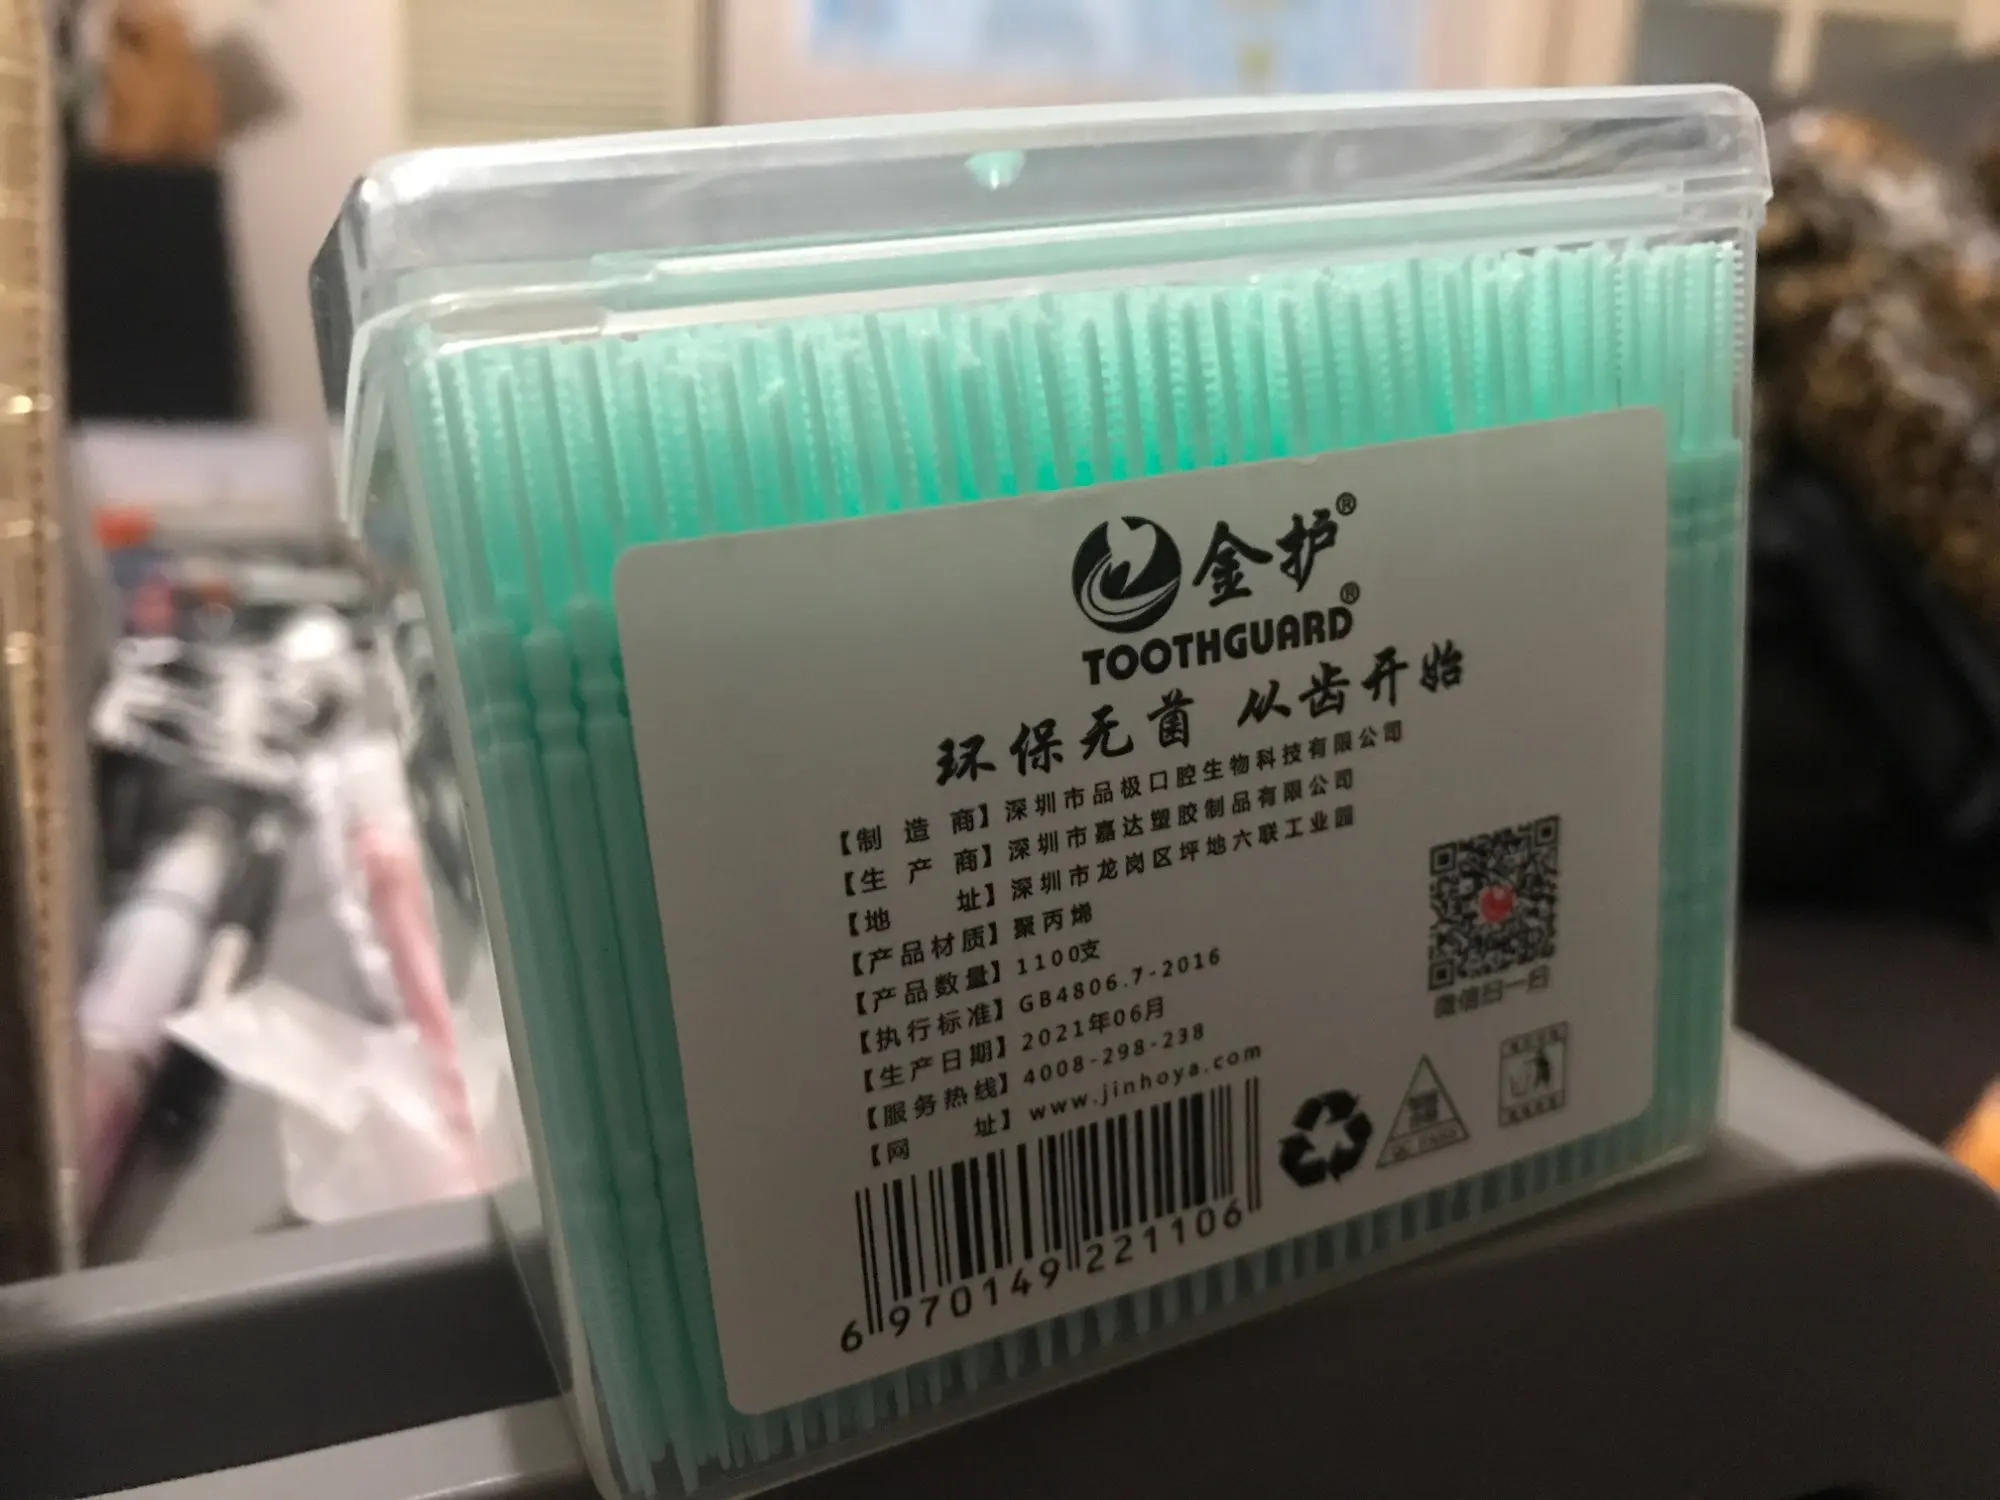 金护®
TOOTHGUARD®
环保无菌 从齿开始
【制造商】深圳市品极口腔生物科技有限公司
【生产商】深圳市嘉达塑胶制品有限公司
【地址】深圳市龙岗区坪地六联工业园
【产品材质】聚丙烯
【产品数量】1100支
【执行标准】GB4806.7-2016
【生产日期】2021年06月
【服务热线】4008-298-238
【网址】www.jinhoya.com
微信扫一扫
6970149221106